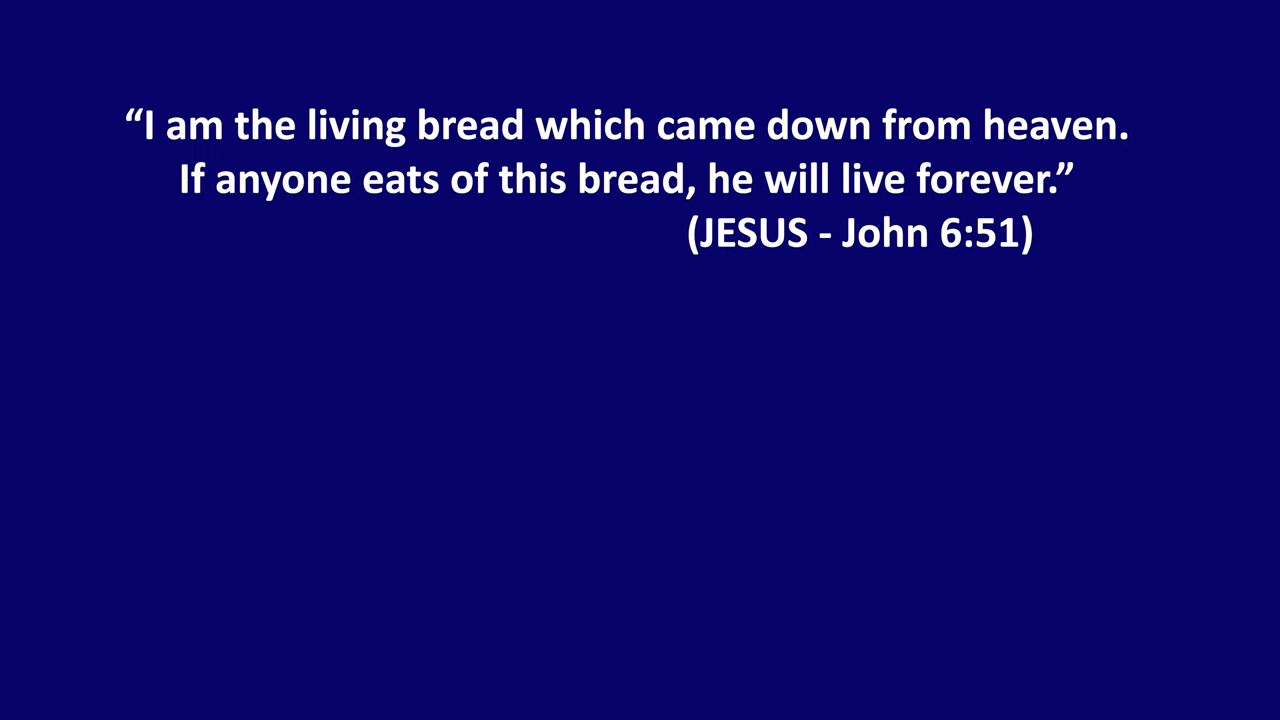 “I am the living bread which came down from heaven.
If anyone eats of this bread, he will live forever.”
(JESUS - John 6:51)